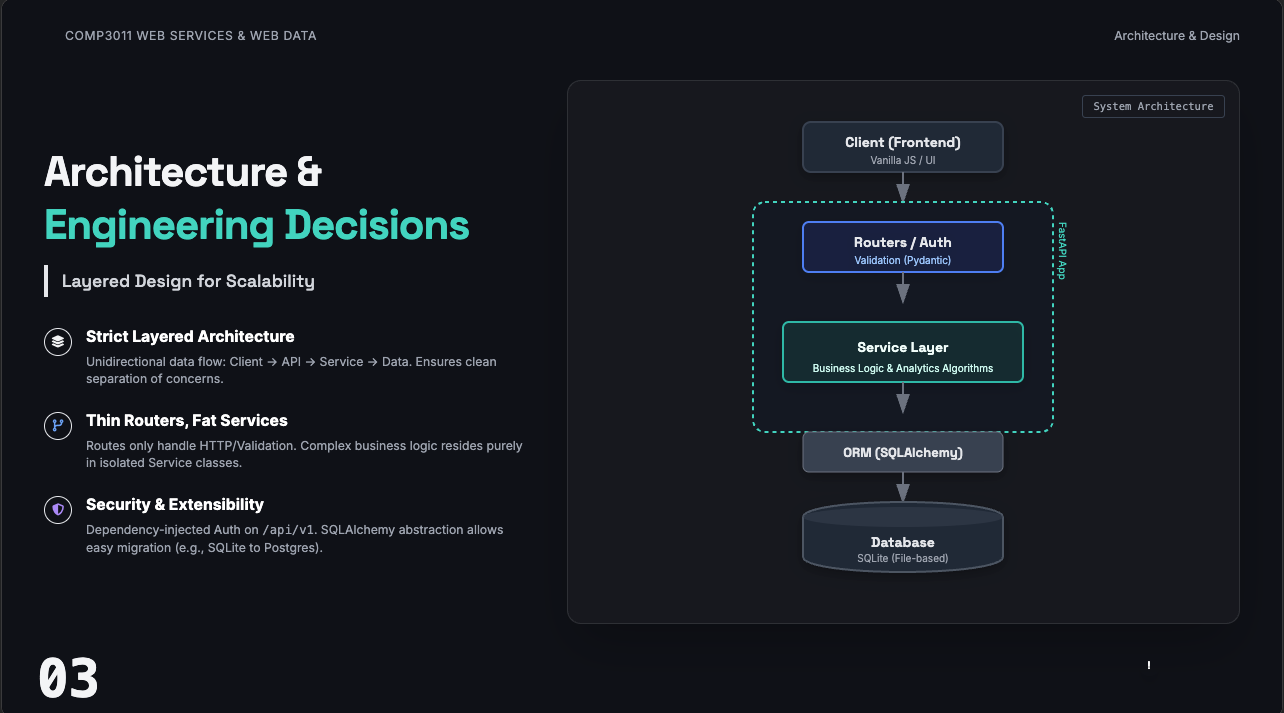 COMP3011 WEB SERVICES & WEB DATA
Architecture & Design
Architecture &
Engineering Decisions
Layered Design for Scalability
Strict Layered Architecture
Unidirectional data flow: Client → API → Service → Data. Ensures clean
separation of concerns.
Thin Routers, Fat Services
Routes only handle HTTP/Validation. Complex business logic resides purely
in isolated Service classes.
Security & Extensibility
Dependency-injected Auth on /api/v1. SQLAlchemy abstraction allows
easy migration (e.g., SQLite to Postgres).
03
System Architecture
Client (Frontend)
Vanilla JS / UI
FastAPI App
Routers / Auth
Validation (Pydantic)
Service Layer
Business Logic & Analytics Algorithms
ORM (SQLAlchemy)
Database
SQLite (File-based)